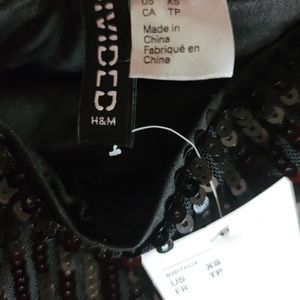 DIVIDED
H&M
US XS
CA TP
Made in
China
Fabriqué en
Chine
US XS
FR TP